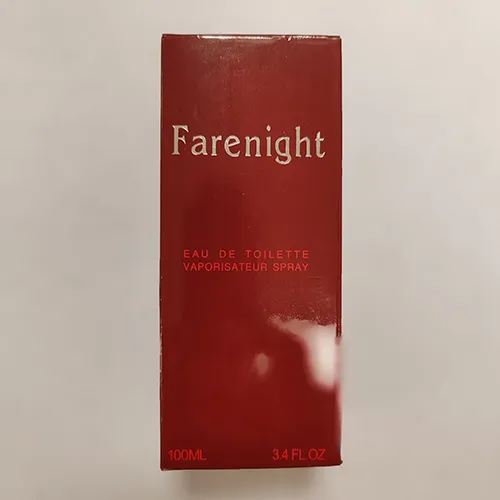 Farenight
EAU DE TOILETTE
VAPORISATEUR SPRAY
100ML 3.4 FL.OZ